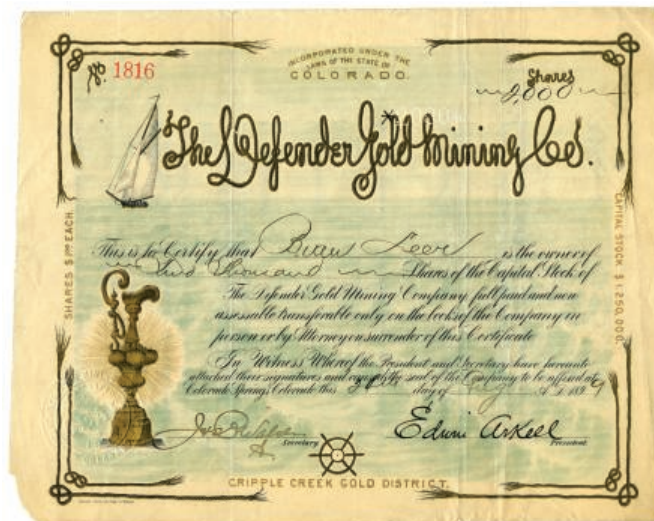 No. 1816
INCORPORATED UNDER THE
LAWS OF THE STATE OF
COLORADO.
Shares
2,000
The Defender Gold Mining Co.
This is to Certify that is the owner of
Two thousand Shares of the Capital Stock of
The Defender Gold Mining Company full paid and non
assessable transferable only on the books of the Company in
person or by Attorney on surrender of this Certificate
In Witness Whereof the President and Secretary have hereunto
attached their signatures and caused the seal of the Company to be affixed at
Colorado Springs Colorado this day of A.D. 189
Secretary
Edwin Arkell
President
SHARES $1.00 EACH.
CAPITAL STOCK $1,250,000.
CRIPPLE CREEK GOLD DISTRICT.